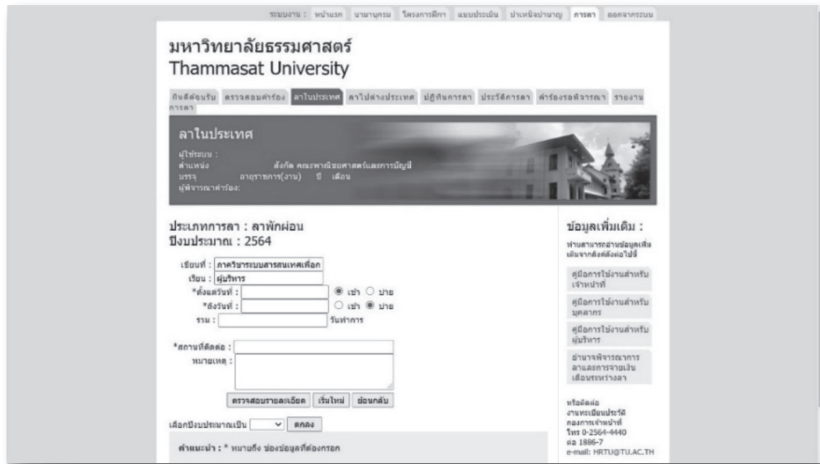 ระบบงาน : หน้าแรก นามานุกรม โครงการฝึกฯ แบบประเมิน บำเหน็จบำนาญ การลา ออกจากระบบ
มหาวิทยาลัยธรรมศาสตร์
Thammasat University
ยินดีต้อนรับ ตรวจสอบคำร้อง ลาในประเทศ ลาไปต่างประเทศ ปฏิทินการลา ประวัติการลา คำร้องรอพิจารณา รายงาน
การลา
ลาในประเทศ
ผู้ใช้ระบบ :
ตำแหน่ง สังกัด คณะพาณิชยศาสตร์และการบัญชี
บรรจุ อายุราชการ(งาน) ปี เดือน
ผู้พิจารณาคำร้อง:
ประเภทการลา : ลาพักผ่อน
ปีงบประมาณ : 2564
เขียนที่ : ภาควิชาระบบสารสนเทศเพื่อก
เรียน : ผู้บริหาร
*ตั้งแต่วันที่ : เช้า บ่าย
*ถึงวันที่ : เช้า บ่าย
รวม : วันทำการ
*สถานที่ติดต่อ :
หมายเหตุ :
ตรวจสอบรายละเอียด เริ่มใหม่ ย้อนกลับ
เลือกปีงบประมาณเป็น ตกลง
คำแนะนำ : * หมายถึง ช่องข้อมูลที่ต้องกรอก
ข้อมูลเพิ่มเติม :
ท่านสามารถอ่านข้อมูลเพิ่ม
เติมจากลิงค์ดังต่อไปนี้
คู่มือการใช้งานสำหรับ
เจ้าหน้าที่
คู่มือการใช้งานสำหรับ
บุคลากร
คู่มือการใช้งานสำหรับ
ผู้บริหาร
อำนาจพิจารณาการ
ลาและการจ่ายเงิน
เดือนระหว่างลา
หรือติดต่อ
งานทะเบียนประวัติ
กองการเจ้าหน้าที่
โทร 0-2564-4440
ต่อ 1886-7
e-mail: HRTU@TU.AC.TH